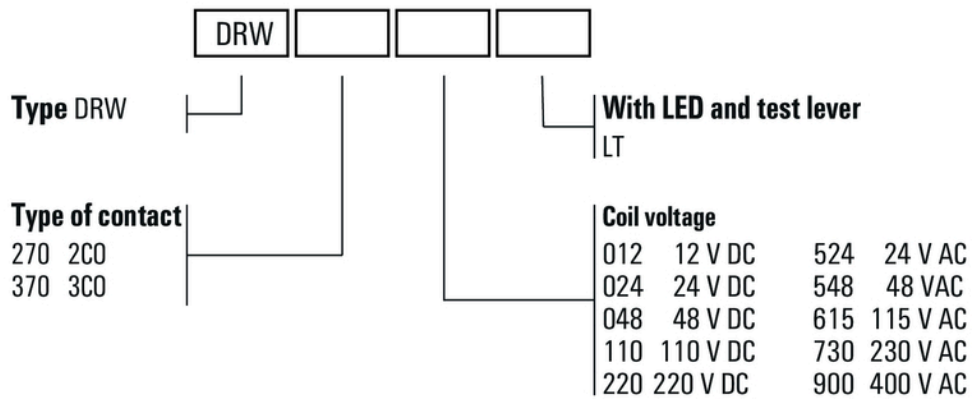 DRW
Type DRW
With LED and test lever
LT
Type of contact
270 2CO
370 3CO
Coil voltage
012 12 V DC 524 24 V AC
024 24 V DC 548 48 VAC
048 48 V DC 615 115 V AC
110 110 V DC 730 230 V AC
220 220 V DC 900 400 V AC